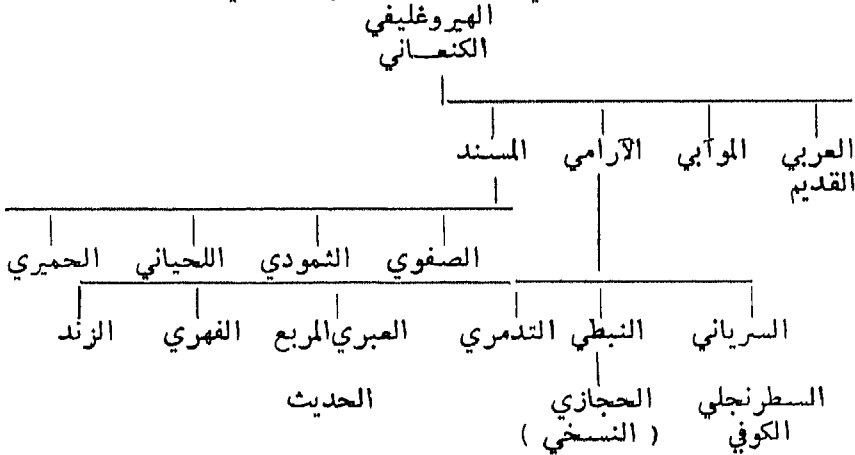 الهيروغليفي
الكنعـــاني
العربي الموآبي الآرامي المسند
القديم
الصفوي الثمودي اللحياني الحميري
السرياني النبطي التدمري العبري المربع الفهري الزند
السطرنجلي الحجازي الحديث
الكوفي ( النسخي )